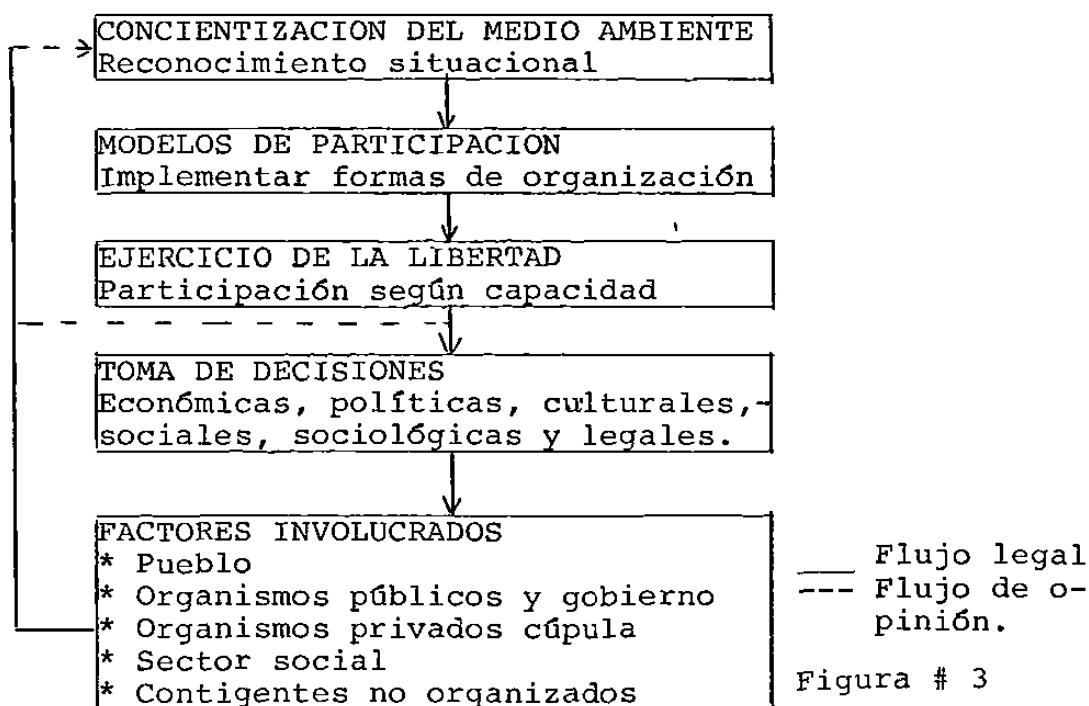 CONCIENTIZACION DEL MEDIO AMBIENTE
Reconocimiento situacional
MODELOS DE PARTICIPACION
Implementar formas de organización
EJERCICIO DE LA LIBERTAD
Participación según capacidad
TOMA DE DECISIONES
Económicas, políticas, culturales,-
sociales, sociológicas y legales.
FACTORES INVOLUCRADOS
* Pueblo
* Organismos públicos y gobierno
* Organismos privados cúpula
* Sector social
* Contigentes no organizados
___ Flujo legal
--- Flujo de o-
pinión.
Figura # 3